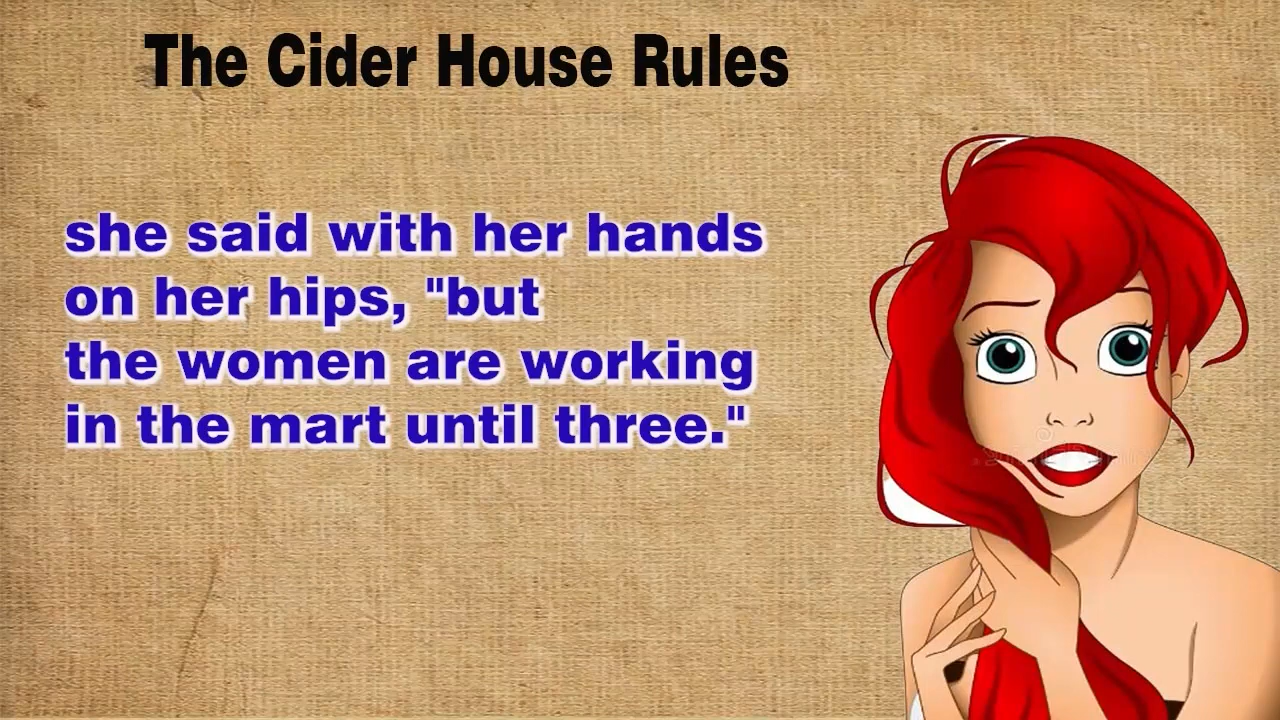 The Cider House Rules
she said with her hands
on her hips, "but
the women are working
in the mart until three."